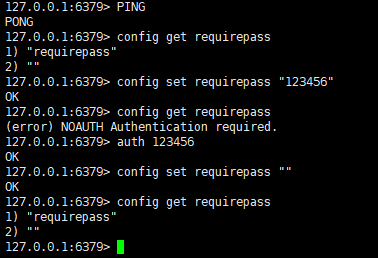 127.0.0.1:6379> PING
PONG
127.0.0.1:6379> config get requirepass
1) "requirepass"
2) ""
127.0.0.1:6379> config set requirepass "123456"
OK
127.0.0.1:6379> config get requirepass
(error) NOAUTH Authentication required.
127.0.0.1:6379> auth 123456
OK
127.0.0.1:6379> config set requirepass ""
OK
127.0.0.1:6379> config get requirepass
1) "requirepass"
2) ""
127.0.0.1:6379>